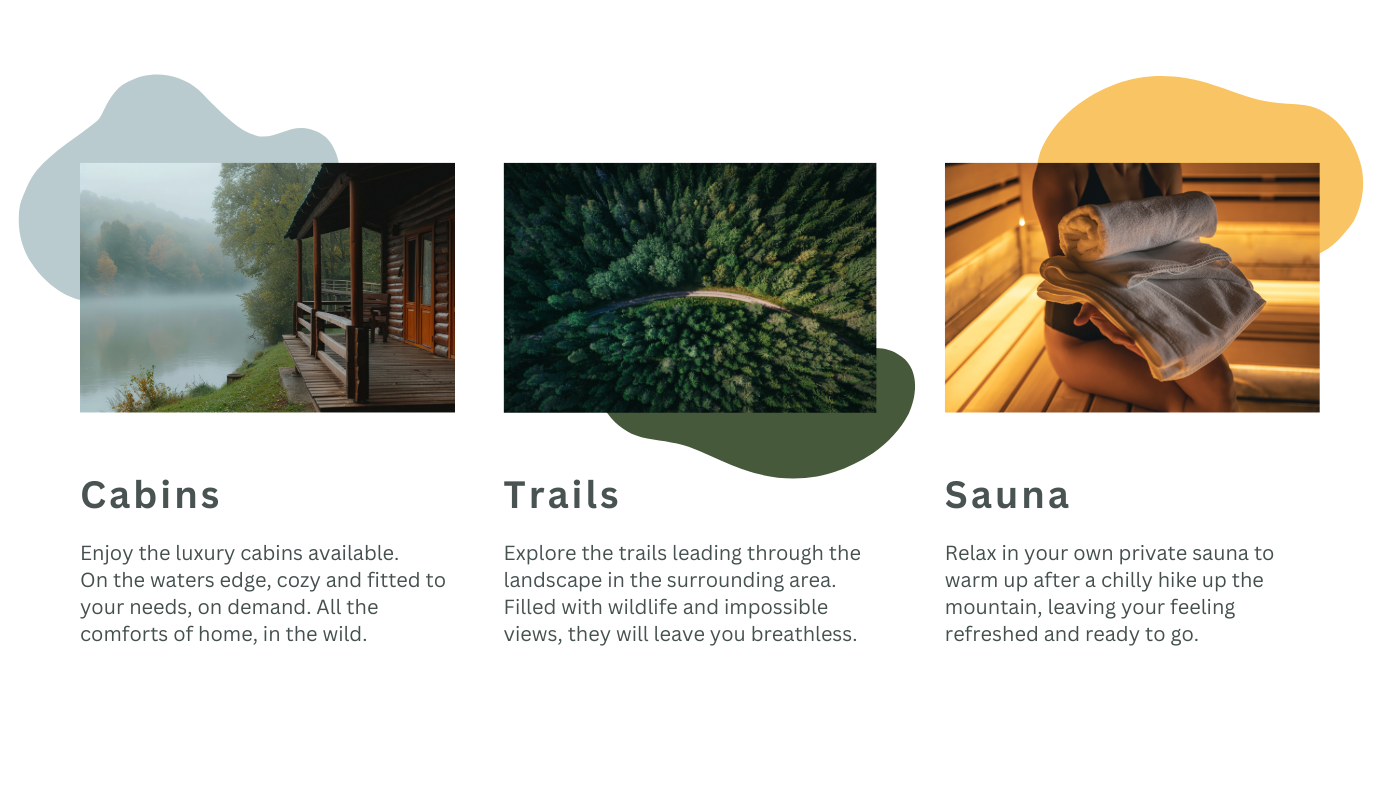 Cabins
Enjoy the luxury cabins available.
On the waters edge, cozy and fitted to
your needs, on demand. All the
comforts of home, in the wild.
Trails
Explore the trails leading through the
landscape in the surrounding area.
Filled with wildlife and impossible
views, they will leave you breathless.
Sauna
Relax in your own private sauna to
warm up after a chilly hike up the
mountain, leaving your feeling
refreshed and ready to go.